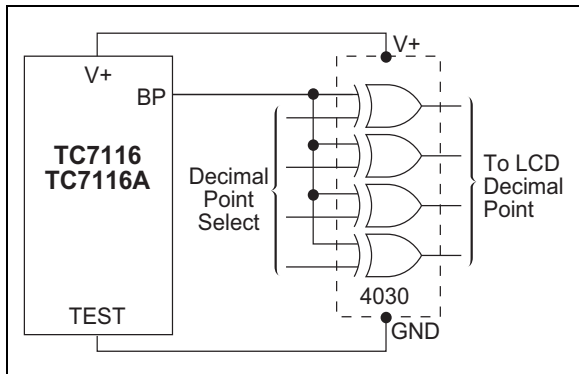 V+
V+
BP
TC7116
TC7116A
Decimal
Point
Select
To LCD
Decimal
Point
4030
TEST
GND